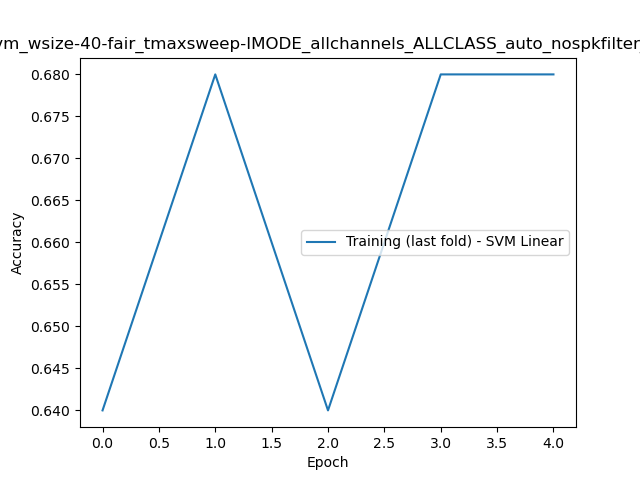 vm_wsize-40-fair_tmaxsweep-IMODE_allchannels_ALLCLASS_auto_nospkfilter_
0.680
0.675
0.670
0.665
0.660
0.655
0.650
0.645
0.640
Accuracy
Training (last fold) - SVM Linear
0.0 0.5 1.0 1.5 2.0 2.5 3.0 3.5 4.0
Epoch